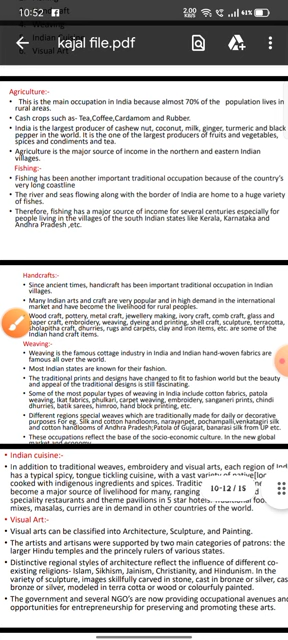 10:52
2.00 KB/S
61%
kajal file.pdf
Agriculture:-
• This is the main occupation in India because almost 70% of the population lives in
rural areas.
• Cash crops such as- Tea,Coffee,Cardamom and Rubber.
• India is the largest producer of cashew nut, coconut, milk, ginger, turmeric and black
pepper in the world. It is the one of the largest producers of fruits and vegetables,
spices and condiments and tea.
• Agriculture is the major source of income in the northern and eastern Indian
villages.
Fishing:-
• Fishing has been another important traditional occupation because of the country's
very long coastline
• The river and seas flowing along with the border of India are home to a huge variety
of fishes.
• Therefore, fishing has a major source of income for several centuries especially for
people living in the villages of the south Indian states like Kerala, Karnataka and
Andhra Pradesh ,etc.
Handcrafts:-
• Since ancient times, handicraft has been important traditional occupation in Indian
villages.
• Many Indian arts and craft are very popular and in high demand in the international
market and have become the livelihood for rural peoples.
Wood craft, pottery, metal craft, jewellery making, ivory craft, comb craft, glass and
paper craft, embroidery, weaving, dyeing and printing, shell craft, sculpture, terracotta,
sholapitha craft, dhurries, rugs and carpets, clay and iron items, etc. are some of the
Indian hand craft items.
Weaving:-
• Weaving is the famous cottage industry in India and Indian hand-woven fabrics are
famous all over the world.
• Most Indian states are known for their fashion.
• The traditional prints and designs have changed to fit to fashion world but the beauty
and appeal of the traditional designs is still fascinating.
• Some of the most popular types of weaving in India include cotton fabrics, patola
weaving, Ikat fabrics, phulkari, carpet weaving, embroidery, sanganeri prints, chindi
dhurries, batik sarees, himroo, hand block printing, etc.
• Different regions special weaves which are traditionally made for daily or decorative
purposes For Eg. Silk and cotton handlooms, narayanpet, pochampalli,venkatagiri silk
and cotton handlooms of Andhra Pradesh;Patola of Gujarat, banarasi silk from UP etc.
• These occupations reflect the base of the socio-economic culture. In the new global
market and economy
• Indian cuisine:-
• In addition to traditional weaves, embroidery and visual arts, each region of
has a typical spicy, tongue tickling cuisine, with a vast variety of native
cooked with indigenous ingredients and spices.
become a major source of livelihood for many, ranging
speciality restaurants and theme pavilions in 5 star hotels. food
mixes, masalas, curries are in demand in other countries of the world.
10-12 / 15
• Visual Art:-
• Visual arts can be classified into Architecture, Sculpture, and Painting.
• The artists and artisans were supported by two main categories of patrons: the
larger Hindu temples and the princely rulers of various states.
• Distinctive regional styles of architecture reflect the influence of different co-
existing religions- Islam, Sikhism, Jainism, Christianity, and Hinduism. In the
variety of sculpture, images skillfully carved in stone, cast in bronze or silver, cas
bronze or silver, modeled in terra cotta or wood or colourfully painted.
• The government and several NGO's are now providing occupation avenues and
opportunities for entrepreneurship for preserving and promoting these arts.